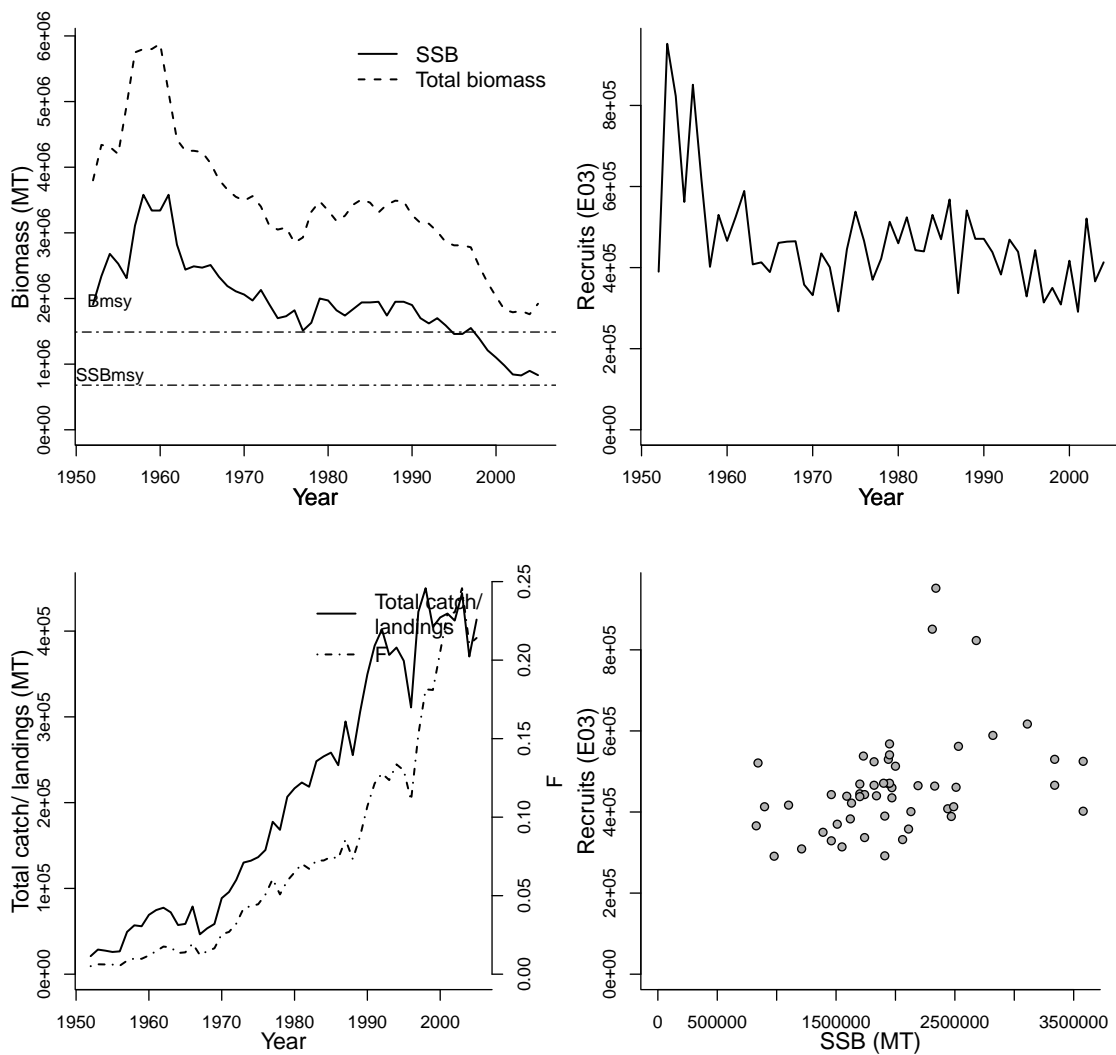 Biomass (MT)
0e+00 1e+06 2e+06 3e+06 4e+06 5e+06 6e+06
SSB
Total biomass
Bmsy
SSBmsy
1950 1960 1970 1980 1990 2000
Year
Recruits (E03)
0e+00 2e+05 4e+05 6e+05 8e+05
1950 1960 1970 1980 1990 2000
Year
Total catch/ landings (MT)
0e+00 1e+05 2e+05 3e+05 4e+05
Total catch/
landings
F
0.00 0.05 0.10 0.15 0.20 0.25
F
1950 1960 1970 1980 1990 2000
Year
Recruits (E03)
0e+00 2e+05 4e+05 6e+05 8e+05
0 500000 1500000 2500000 3500000
SSB (MT)